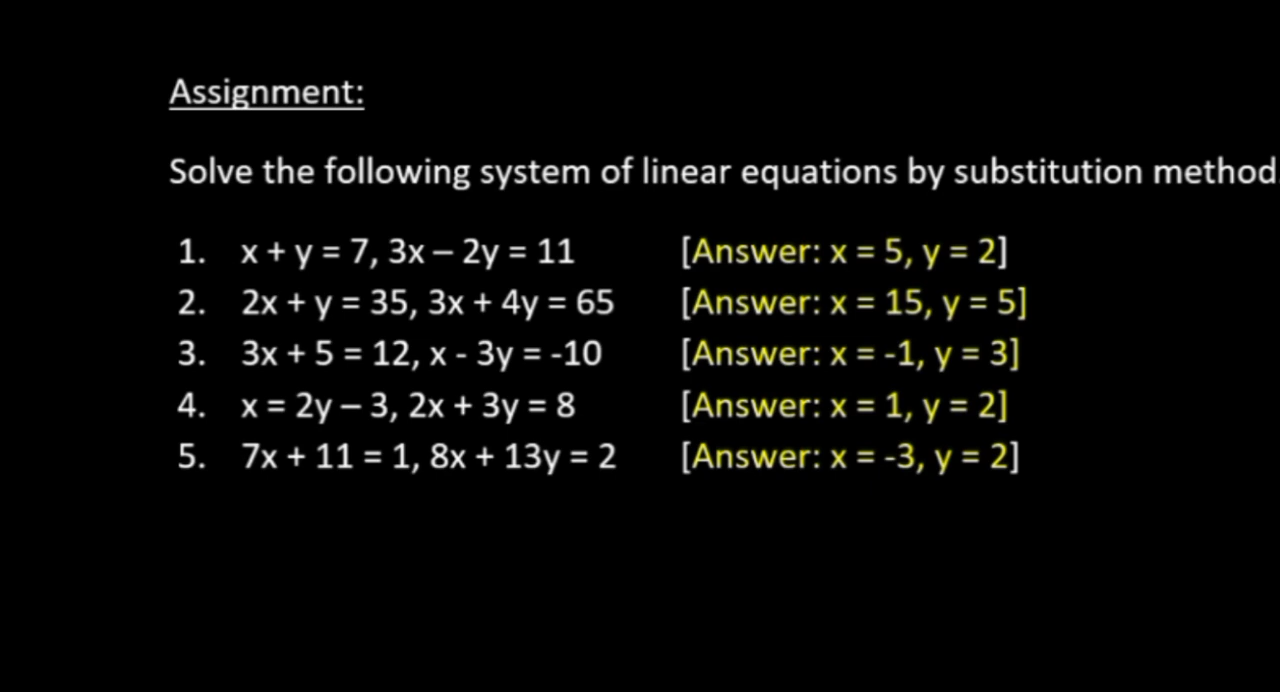 Assignment:
Solve the following system of linear equations by substitution method.
1. x + y = 7, 3x – 2y = 11 [Answer: x = 5, y = 2]
2. 2x + y = 35, 3x + 4y = 65 [Answer: x = 15, y = 5]
3. 3x + 5 = 12, x - 3y = -10 [Answer: x = -1, y = 3]
4. x = 2y – 3, 2x + 3y = 8 [Answer: x = 1, y = 2]
5. 7x + 11 = 1, 8x + 13y = 2 [Answer: x = -3, y = 2]